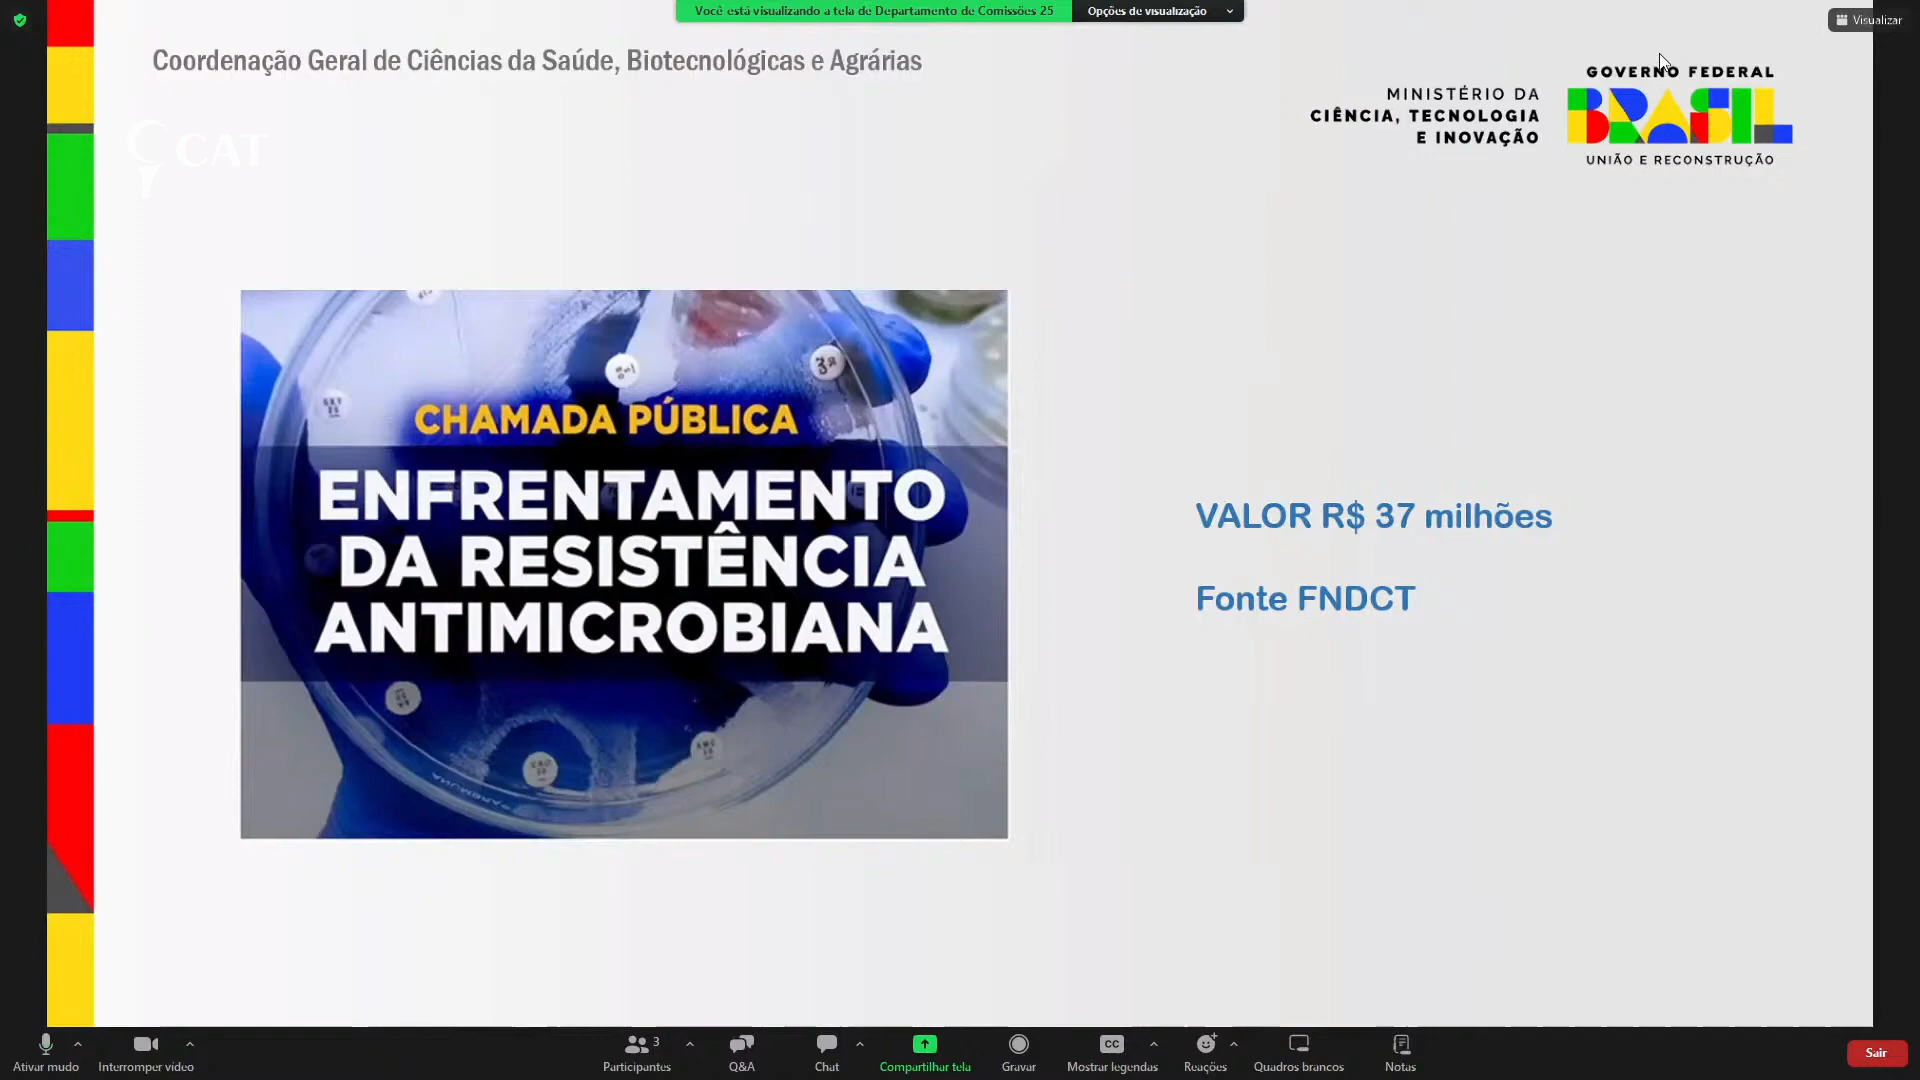 Você está visualizando a tela de Departamento de Comissões 25
Opções de visualização
Visualizar
Coordenação Geral de Ciências da Saúde, Biotecnológicas e Agrárias
CAT
MINISTÉRIO DA
CIÊNCIA, TECNOLOGIA
E INOVAÇÃO
GOVERNO FEDERAL
BRASIL
UNIÃO E RECONSTRUÇÃO
CHAMADA PÚBLICA
ENFRENTAMENTO
DA RESISTÊNCIA
ANTIMICROBIANA
VALOR R$ 37 milhões
Fonte FNDCT
Ativar mudo
Interromper vídeo
Participantes
3
Q&A
Chat
Compartilhar tela
Gravar
CC
Mostrar legendas
Reações
Quadros brancos
Notas
Sair